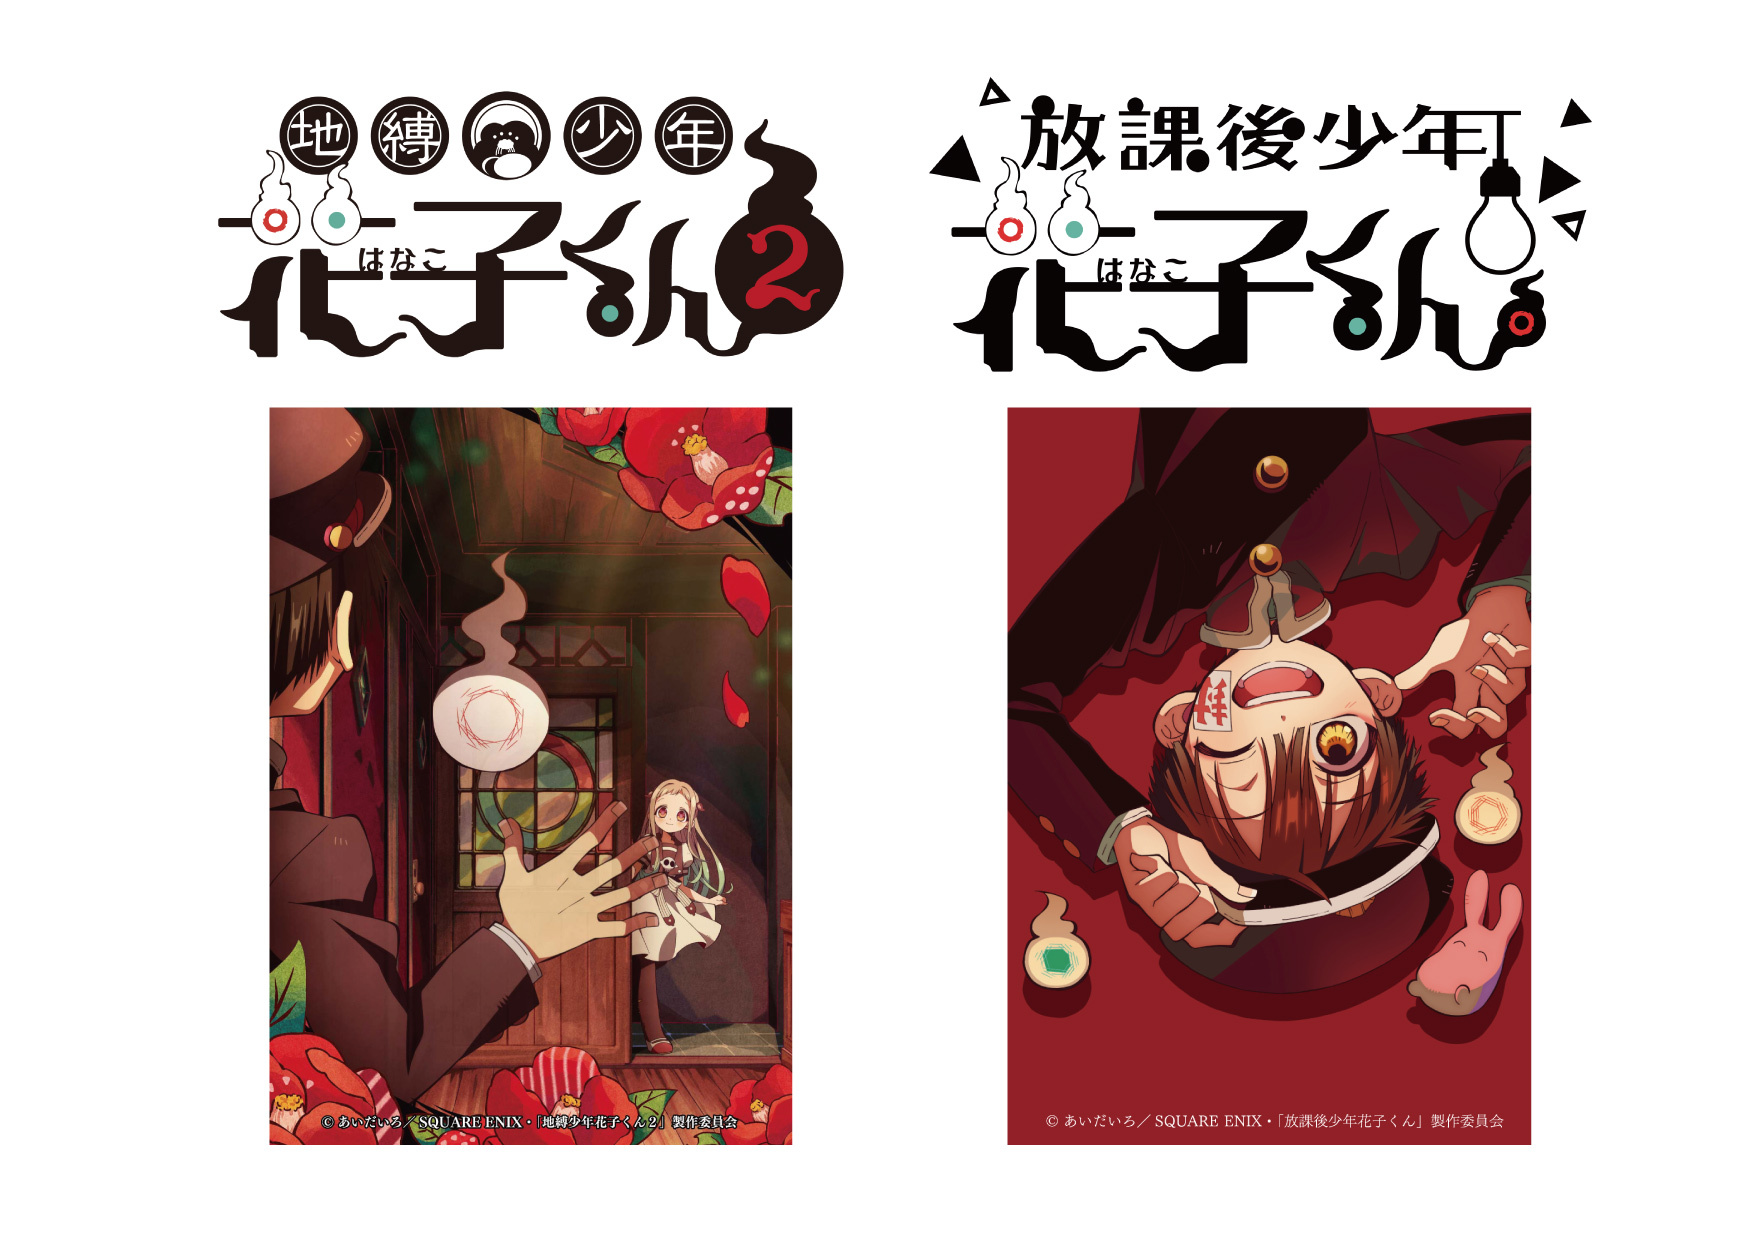 地縛少年
花子くん2
はなこ
放課後少年
花子くん
はなこ
祥
© あいだいろ／SQUARE ENIX・「地縛少年花子くん２」製作委員会
© あいだいろ／SQUARE ENIX・「放課後少年花子くん」製作委員会